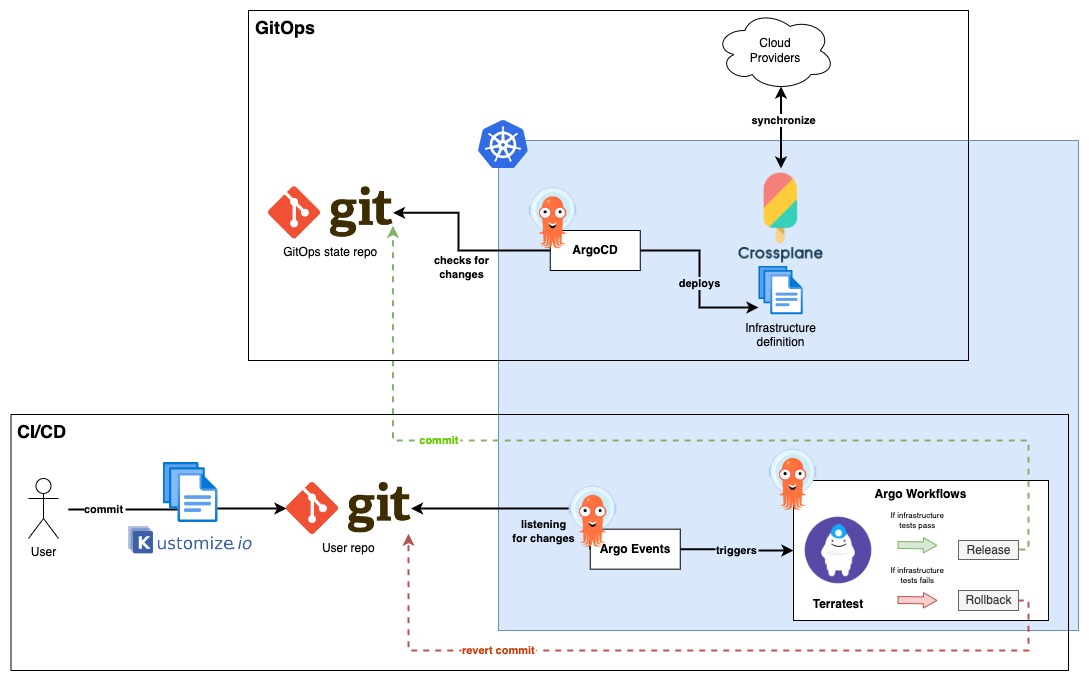 GitOps
Cloud
Providers
synchronize
git
GitOps state repo
checks for
changes
ArgoCD
deploys
Crossplane
Infrastructure
definition
CI/CD
commit
User
commit
Kustomize.io
git
User repo
listening
for changes
Argo Events
triggers
Argo Workflows
If infrastructure
tests pass
Release
If infrastructure
tests fails
Rollback
Terratest
revert commit